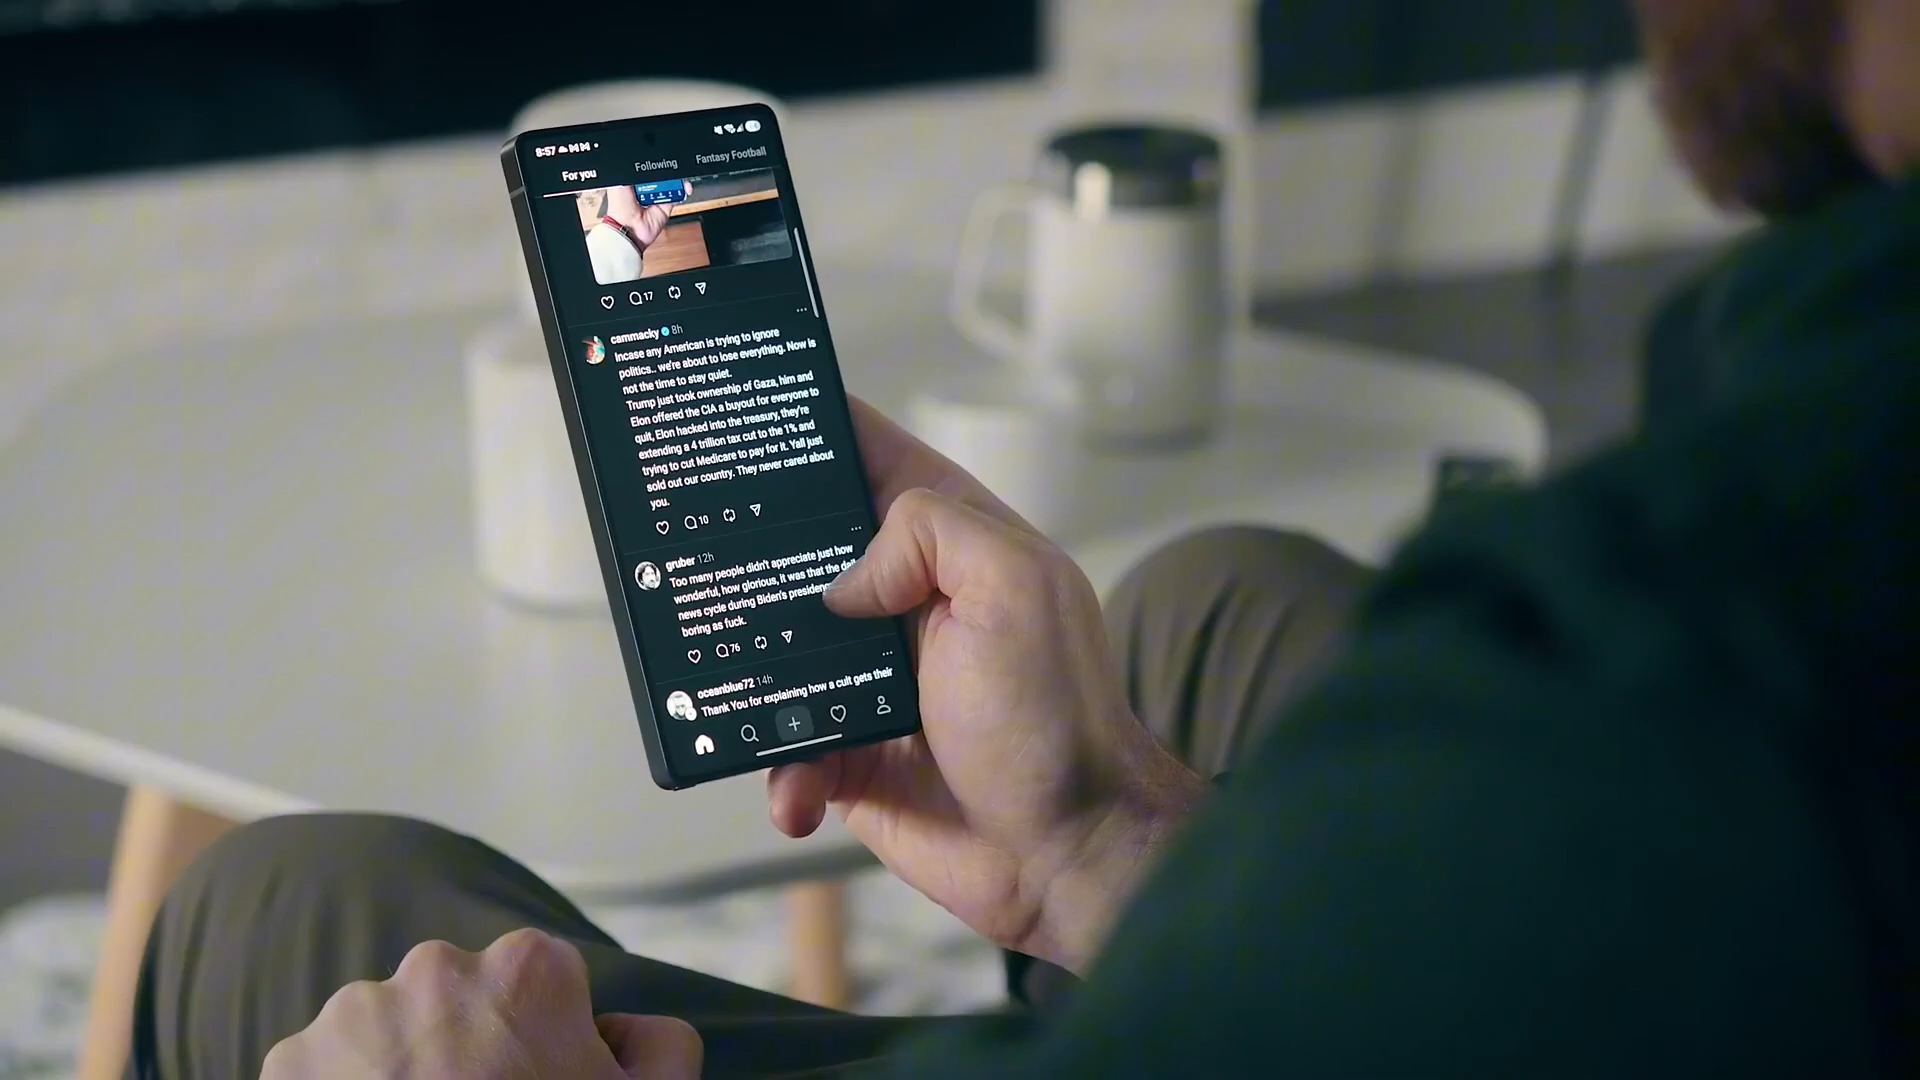 8:57
For you
Following
Fantasy Football
17
cammacky 8h
Incase any American is trying to ignore
politics.. we're about to lose everything. Now is
not the time to stay quiet.
Trump just took ownership of Gaza, him and
Elon offered the CIA a buyout for everyone to
quit, Elon hacked into the treasury, they're
extending a 4 trillion tax cut to the 1% and
trying to cut Medicare to pay for it. Yall just
sold out our country. They never cared about
you.
10
gruber 12h
Too many people didn't appreciate just how
wonderful, how glorious, it was that the
news cycle during Biden's
boring as fuck.
76
oceanblue72 14h
Thank You for explaining how a cult gets their